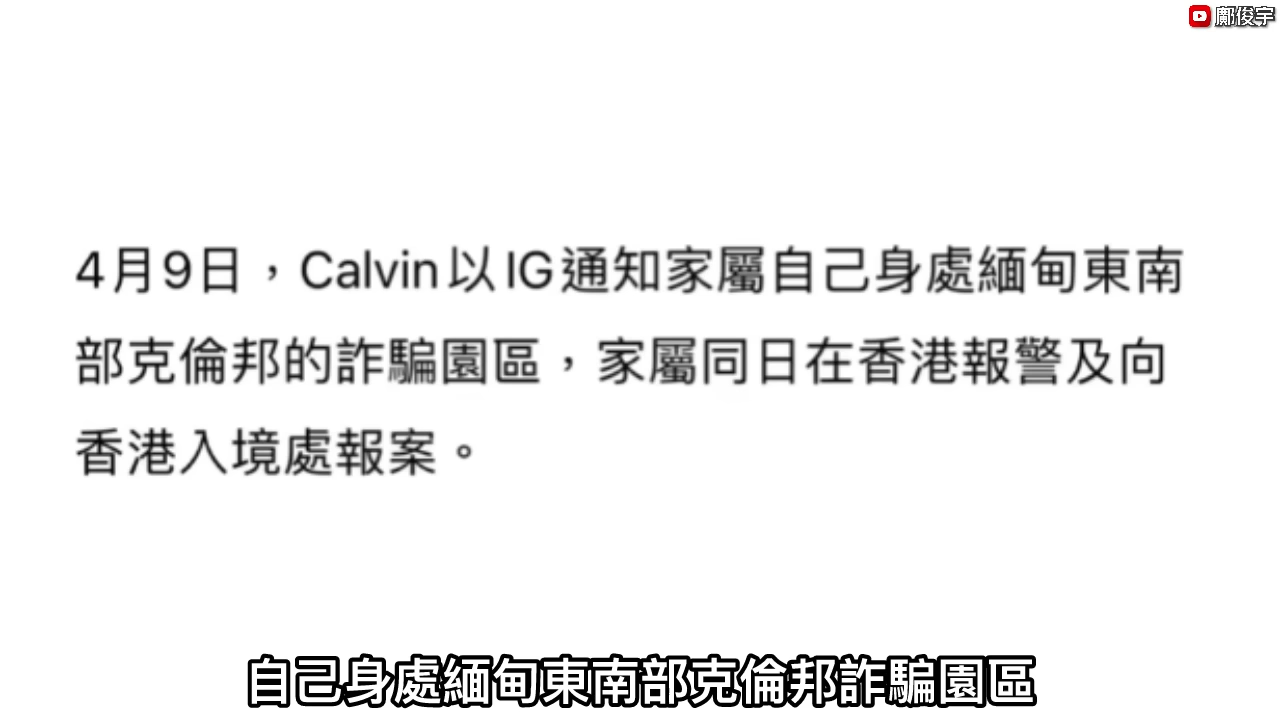 鄺俊宇
4月9日，Calvin以IG通知家屬自己身處緬甸東南
部克倫邦的詐騙園區，家屬同日在香港報警及向
香港入境處報案。
自己身處緬甸東南部克倫邦詐騙園區